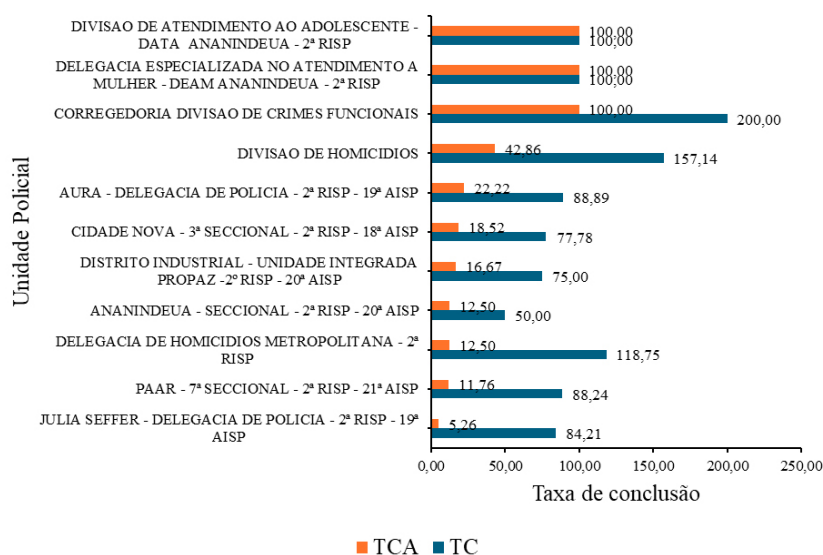 DIVISAO DE ATENDIMENTO AO ADOLESCENTE -
DATA ANANINDEUA - 2ª RISP
100,00
100,00
DELEGACIA ESPECIALIZADA NO ATENDIMENTO A
MULHER - DEAM ANANINDEUA - 2ª RISP
100,00
100,00
CORREGEDORIA DIVISAO DE CRIMES FUNCIONAIS
100,00
200,00
DIVISAO DE HOMICIDIOS
42,86
157,14
AURA - DELEGACIA DE POLICIA - 2ª RISP - 19ª AISP
22,22
88,89
CIDADE NOVA - 3ª SECCIONAL - 2ª RISP - 18ª AISP
18,52
77,78
DISTRITO INDUSTRIAL - UNIDADE INTEGRADA
PROPAZ -2º RISP - 20ª AISP
16,67
75,00
ANANINDEUA - SECCIONAL - 2ª RISP - 20ª AISP
12,50
50,00
DELEGACIA DE HOMICIDIOS METROPOLITANA - 2ª
RISP
12,50
118,75
PAAR - 7ª SECCIONAL - 2ª RISP - 21ª AISP
11,76
88,24
JULIA SEFFER - DELEGACIA DE POLICIA - 2ª RISP - 19ª
AISP
5,26
84,21
0,00 50,00 100,00 150,00 200,00 250,00
Taxa de conclusão
Unidade Policial
TCA TC